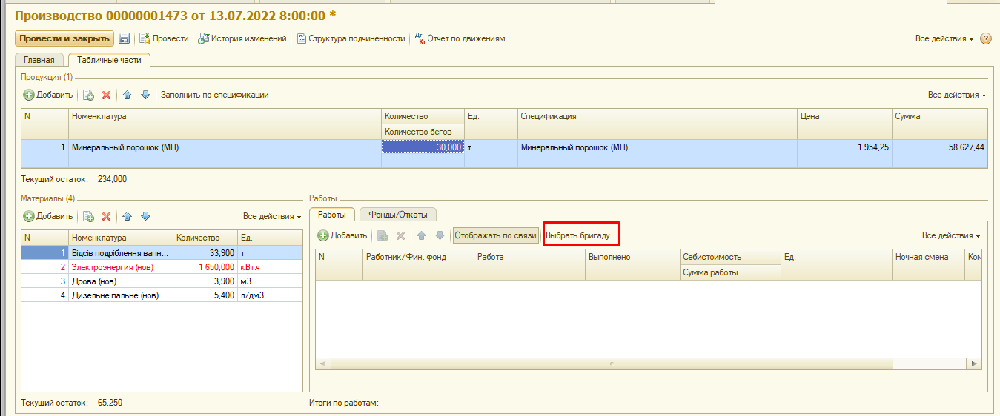 Производство 00000001473 от 13.07.2022 8:00:00 *
Провести и закрыть Провести История изменений Структура подчиненности Дт Кт Отчет по движениям Все действия ?
Главная Табличные части
Продукция (1)
Добавить Заполнить по спецификации Все действия
N Номенклатура Количество Ед. Спецификация Цена Сумма
Количество бегов
1 Минеральный порошок (МЛ) 30,000 т Минеральный порошок (МЛ) 1 954,25 58 627,44
Текущий остаток: 234,000
Материалы (4)
Добавить Все действия
N Номенклатура Количество Ед.
1 Відсів подріблення вапн... 33,900 т
2 Электроэнергия (нов) 1 650,000 кВт.ч
3 Дрова (нов) 3,900 м3
4 Дизельне пальне (нов) 5,400 л/дм3
Текущий остаток: 65,250
Работы
Работы Фонды/Откаты
Добавить Отображать по связи Выбрать бригаду Все действия
N Работник/Фин. фонд Работа Выполнено Себистоимость Ед. Ночная смена Ком
Сумма работы
Итоги по работам: